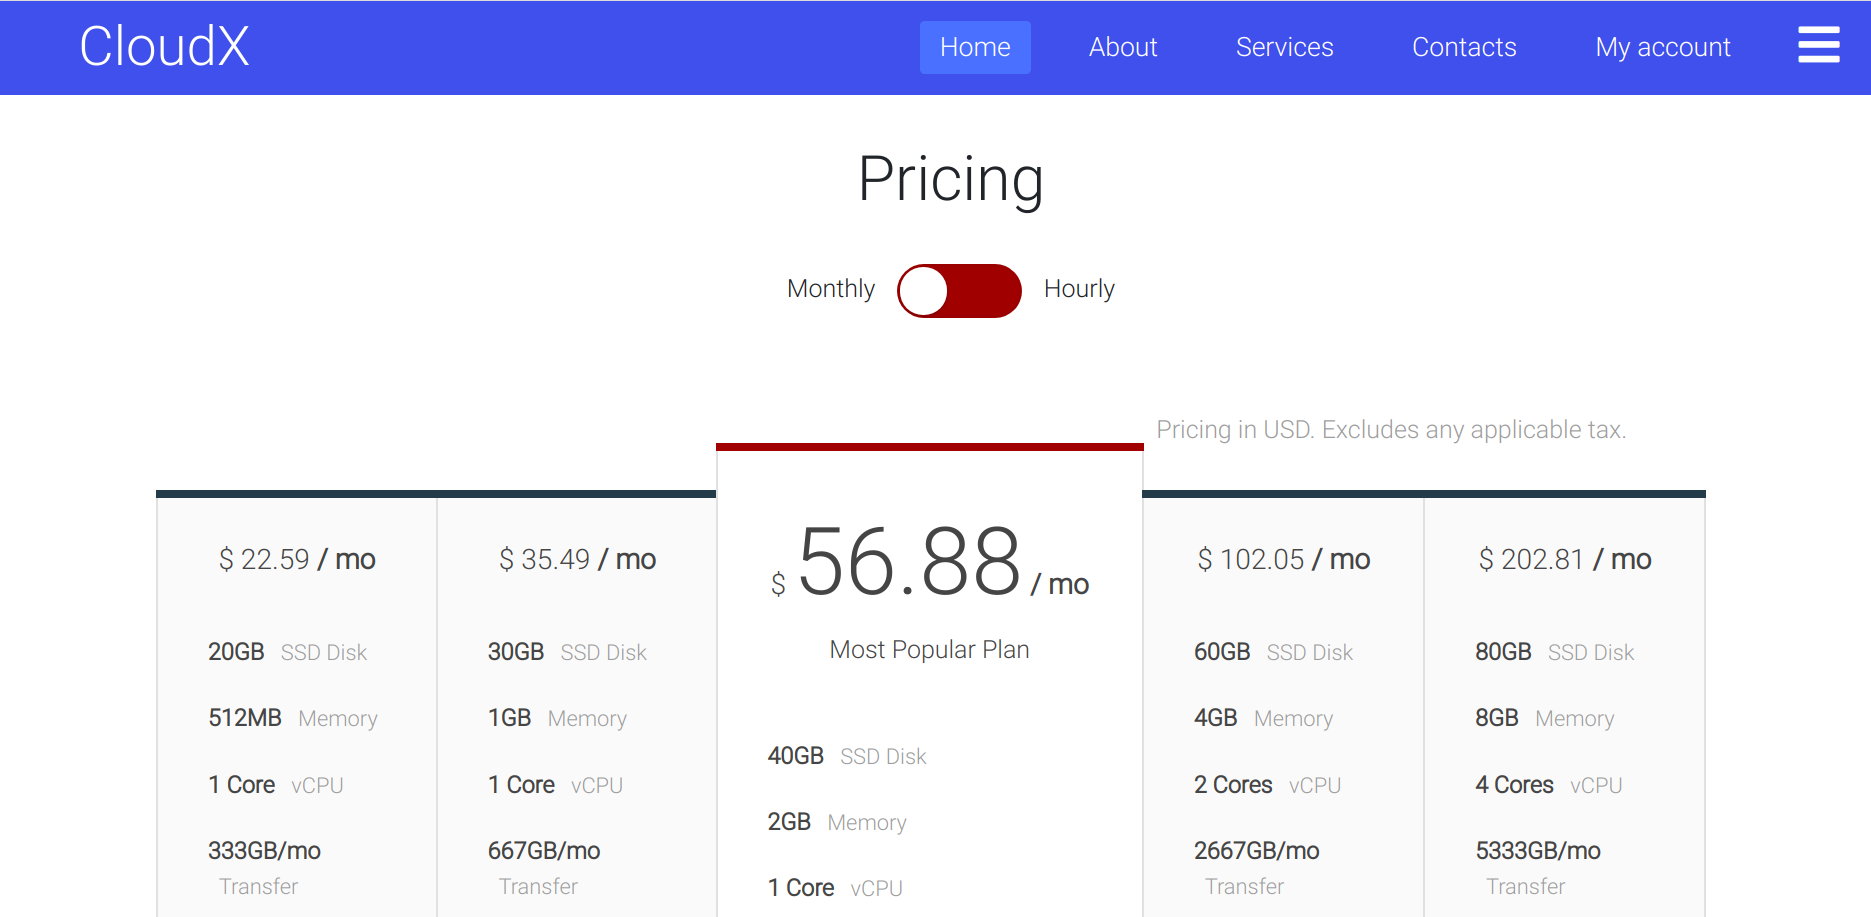 CloudX
Home About Services Contacts My account
Pricing
Monthly Hourly
Pricing in USD. Excludes any applicable tax.
$ 22.59 / mo
20GB SSD Disk
512MB Memory
1 Core vCPU
333GB/mo
Transfer
$ 35.49 / mo
30GB SSD Disk
1GB Memory
1 Core vCPU
667GB/mo
Transfer
$ 56.88 / mo
Most Popular Plan
40GB SSD Disk
2GB Memory
1 Core vCPU
$ 102.05 / mo
60GB SSD Disk
4GB Memory
2 Cores vCPU
2667GB/mo
Transfer
$ 202.81 / mo
80GB SSD Disk
8GB Memory
4 Cores vCPU
5333GB/mo
Transfer